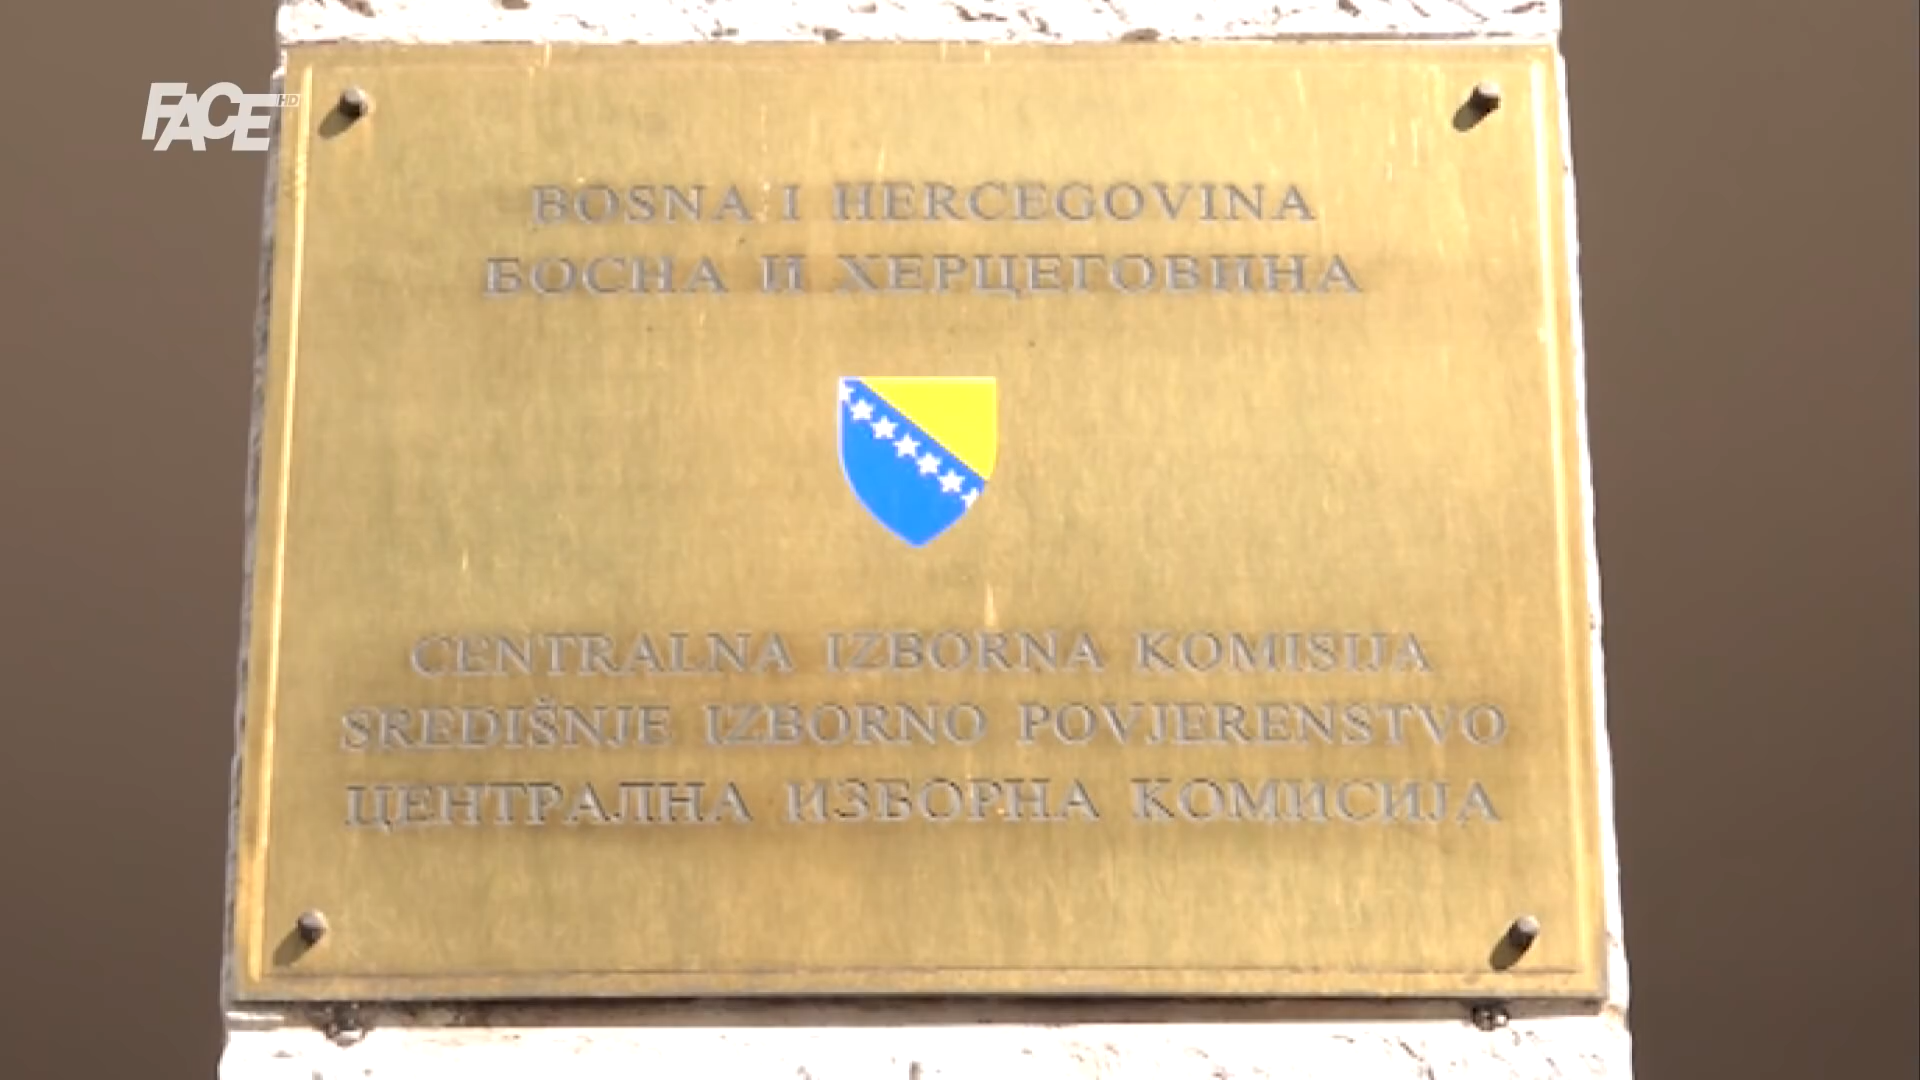 FACE HD
BOSNA I HERCEGOVINA
БОСНА И ХЕРЦЕГОВИНА
CENTRALNA IZBORNA KOMISIJA
SREDIŠNJE IZBORNO POVJERENSTVO
ЦЕНТРАЛНА ИЗБОРНА КОМИСИЈА